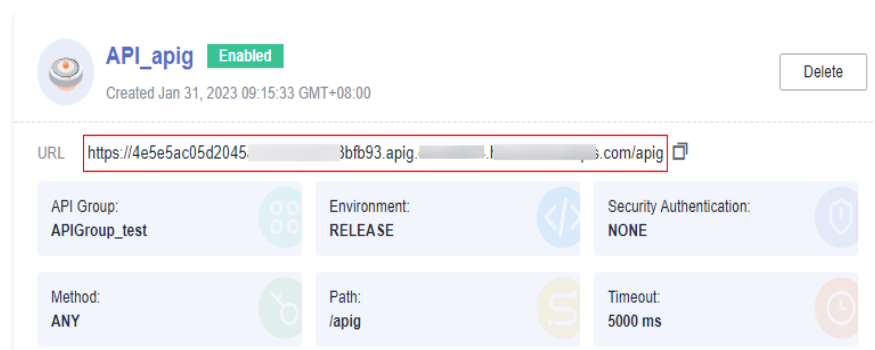 API_apig Enabled
Created Jan 31, 2023 09:15:33 GMT+08:00
Delete
URL https://4e5e5ac05d2045 3bfb93.apig. .com/apig
API Group: Environment: Security Authentication:
APIGroup_test RELEASE NONE
Method: Path: Timeout:
ANY /apig 5000 ms